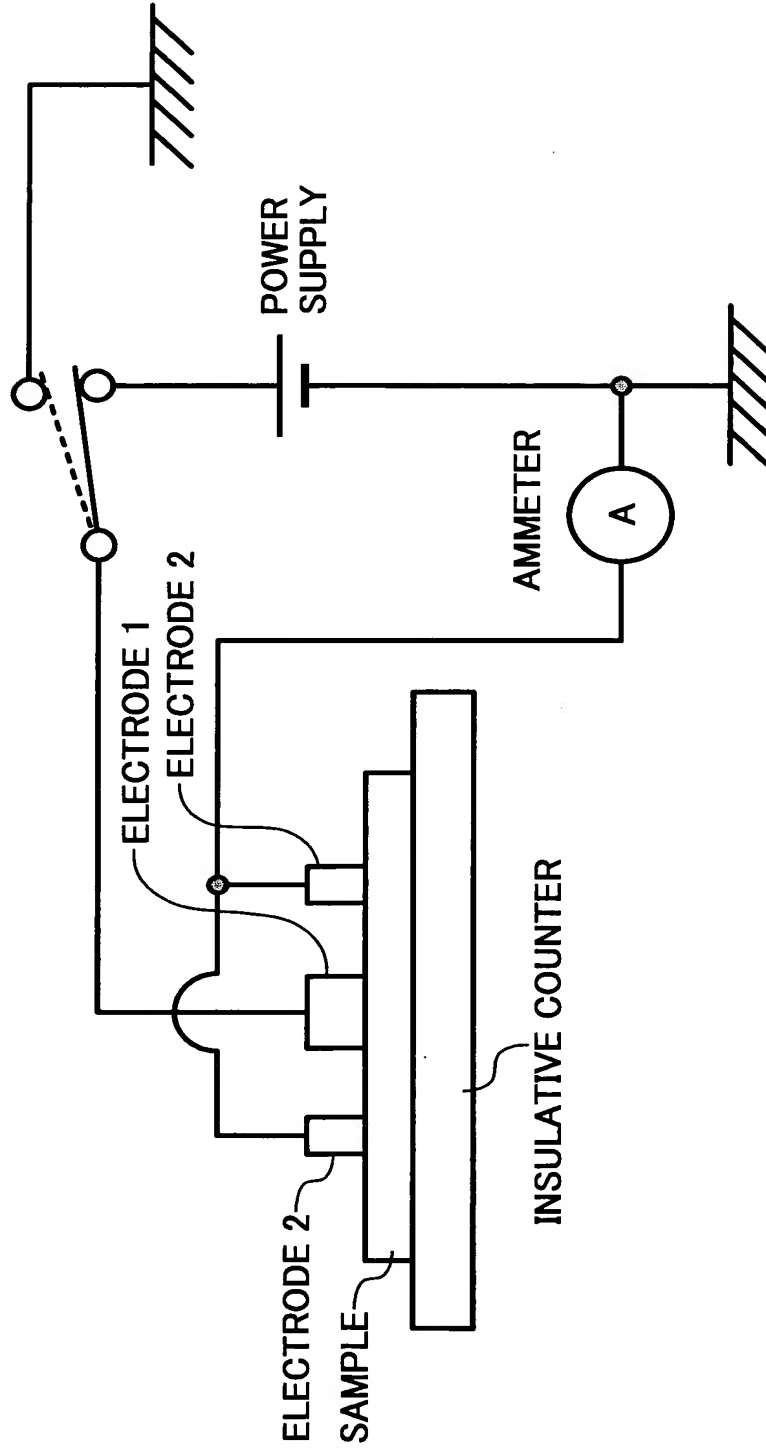 ELECTRODE 1
ELECTRODE 2
ELECTRODE 2
SAMPLE
INSULATIVE COUNTER
AMMETER
A
POWER
SUPPLY